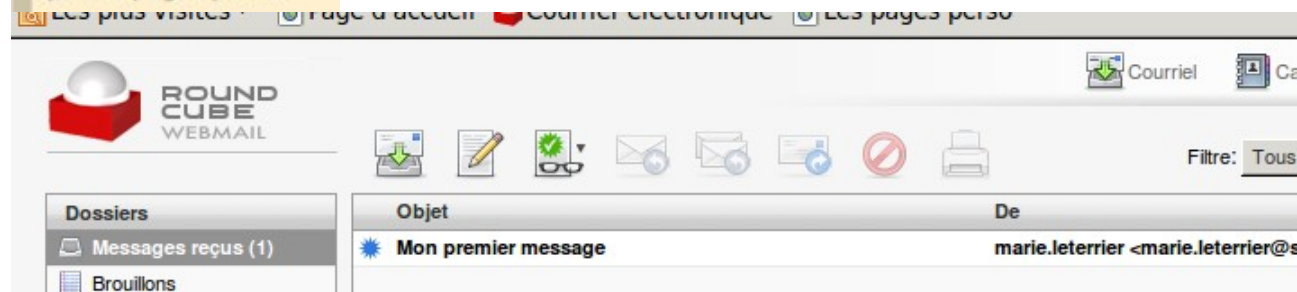 Les plus visités Page d'accueil Courrier électronique Les pages perso
Courriel Ca
ROUND
CUBE
WEBMAIL
Filtre: Tous
Dossiers
Objet De
Messages reçus (1)
Mon premier message marie.leterrier <marie.leterrier@s
Brouillons